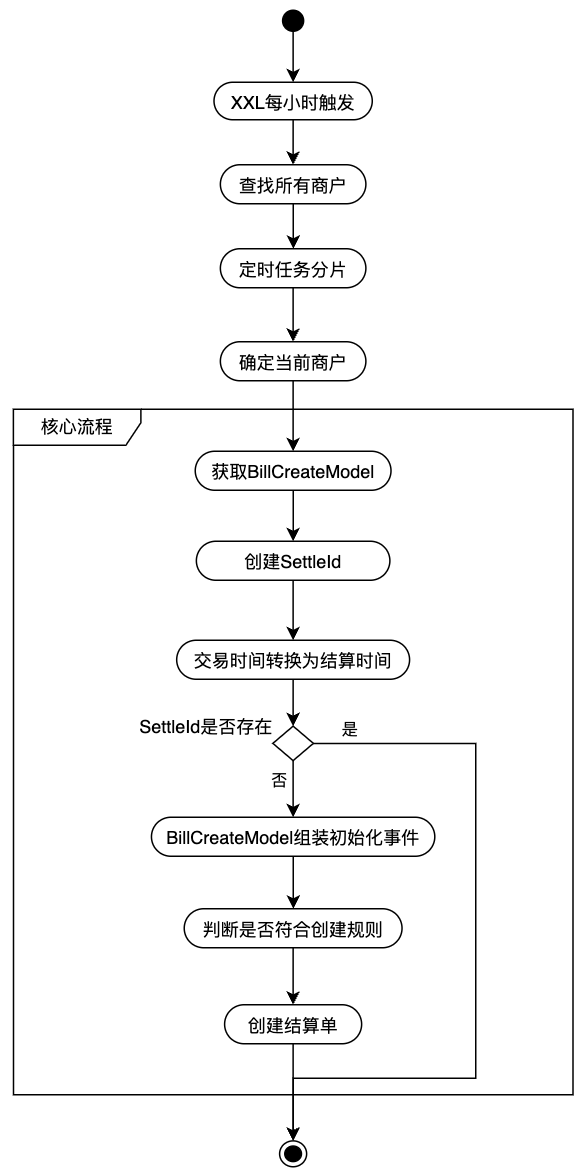 XXL每小时触发
查找所有商户
定时任务分片
确定当前商户
核心流程
获取BillCreateModel
创建SettleId
交易时间转换为结算时间
SettleId是否存在
是
否
BillCreateModel组装初始化事件
判断是否符合创建规则
创建结算单